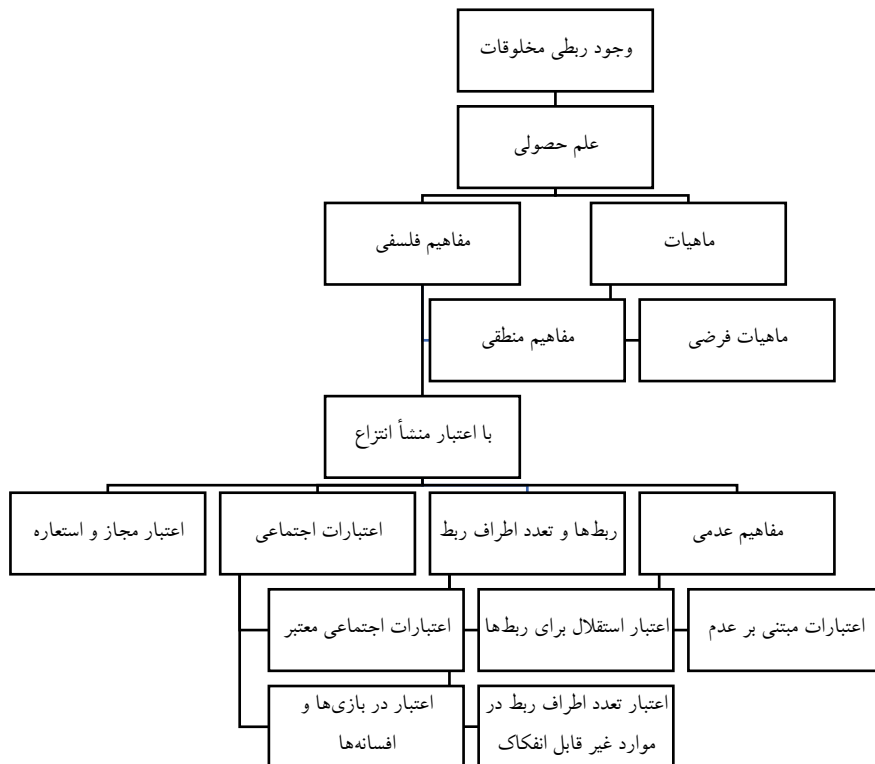 وجود ربطی مخلوقات
علم حصولی
ماهیات
مفاهیم فلسفی
ماهیات فرضی
مفاهیم منطقی
با اعتبار منشأ انتزاع
مفاهیم عدمی
ربط‌ها و تعدد اطراف ربط
اعتبارات اجتماعی
اعتبار مجاز و استعاره
اعتبارات مبتنی بر عدم
اعتبار استقلال برای ربط‌ها
اعتبارات اجتماعی معتبر
اعتبار تعدد اطراف ربط در
موارد غیر قابل انفکاک
اعتبار در بازی‌ها و
افسانه‌ها